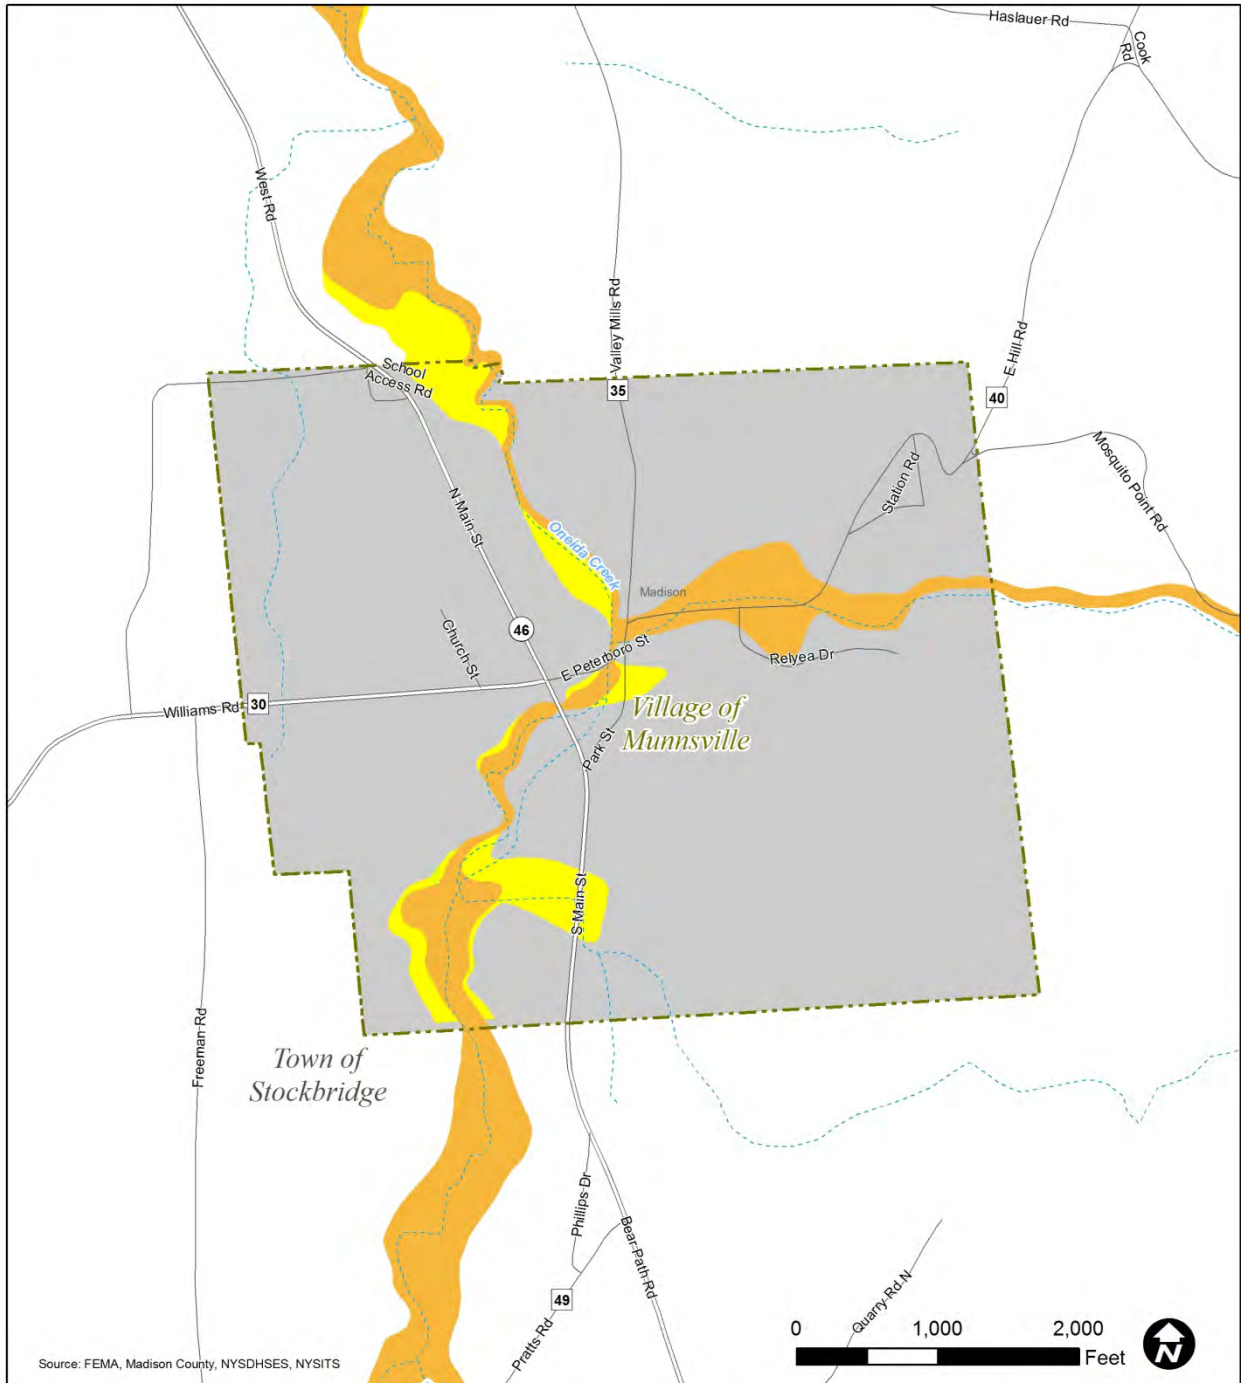 Haslauer Rd
Cook
Rd
West Rd
Valley Mills Rd
E Hill Rd
School
Access Rd
35
40
Mosquito Point Rd
Station Rd
N Main St
Oneida Creek
Madison
46
Church St
E Peterboro St
Relyea Dr
Williams Rd
30
Village of
Munnsville
Park St
S Main St
Freeman Rd
Town of
Stockbridge
Phillips Dr
Bear Path Rd
49
Pratts Rd
Quarry Rd N
0 1,000 2,000
Feet
N
Source: FEMA, Madison County, NYSDHSES, NYSITS